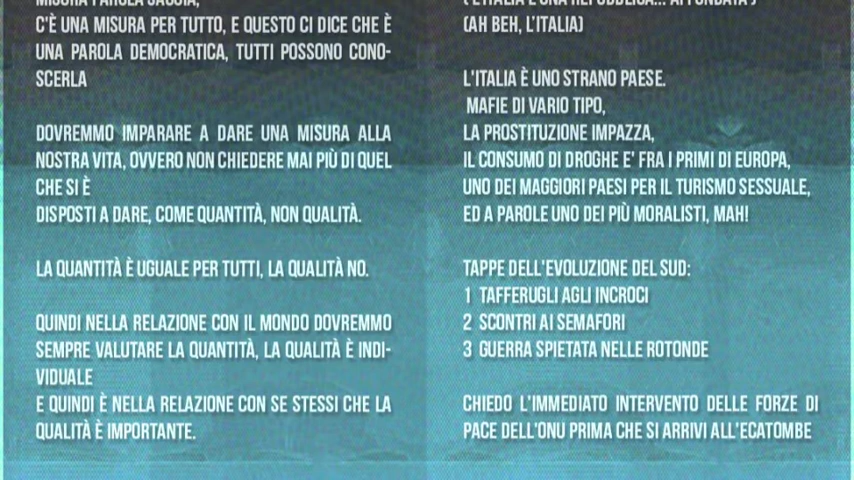 MISURA PAROLA SAGGIA,
C'È UNA MISURA PER TUTTO, E QUESTO CI DICE CHE È
UNA PAROLA DEMOCRATICA, TUTTI POSSONO CONO-
SCERLA
DOVREMMO IMPARARE A DARE UNA MISURA ALLA
NOSTRA VITA, OVVERO NON CHIEDERE MAI PIÙ DI QUEL
CHE SI È
DISPOSTI A DARE, COME QUANTITÀ, NON QUALITÀ.
LA QUANTITÀ È UGUALE PER TUTTI, LA QUALITÀ NO.
QUINDI NELLA RELAZIONE CON IL MONDO DOVREMMO
SEMPRE VALUTARE LA QUANTITÀ, LA QUALITÀ È INDI-
VIDUALE
E QUINDI È NELLA RELAZIONE CON SE STESSI CHE LA
QUALITÀ È IMPORTANTE.
( L'ITALIA È UNA REPUBBLICA... AFFONDATA )
(AH BEH, L'ITALIA)
L'ITALIA È UNO STRANO PAESE.
MAFIE DI VARIO TIPO,
LA PROSTITUZIONE IMPAZZA,
IL CONSUMO DI DROGHE E' FRA I PRIMI DI EUROPA,
UNO DEI MAGGIORI PAESI PER IL TURISMO SESSUALE,
ED A PAROLE UNO DEI PIÙ MORALISTI, MAH!
TAPPE DELL'EVOLUZIONE DEL SUD:
1 TAFFERUGLI AGLI INCROCI
2 SCONTRI AI SEMAFORI
3 GUERRA SPIETATA NELLE ROTONDE
CHIEDO L'IMMEDIATO INTERVENTO DELLE FORZE DI
PACE DELL'ONU PRIMA CHE SI ARRIVI ALL'ECATOMBE